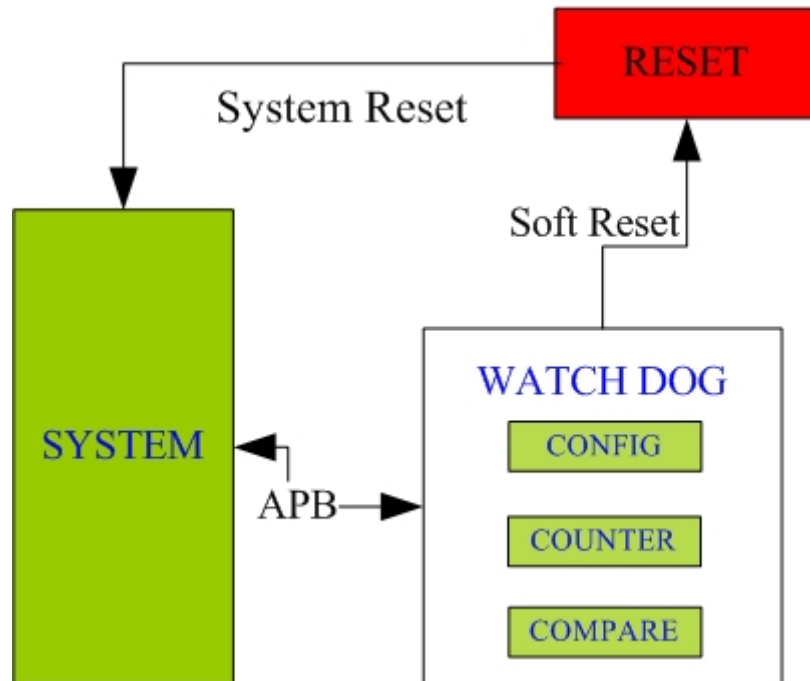 RESET
System Reset
Soft Reset
WATCH DOG
SYSTEM
CONFIG
APB
COUNTER
COMPARE